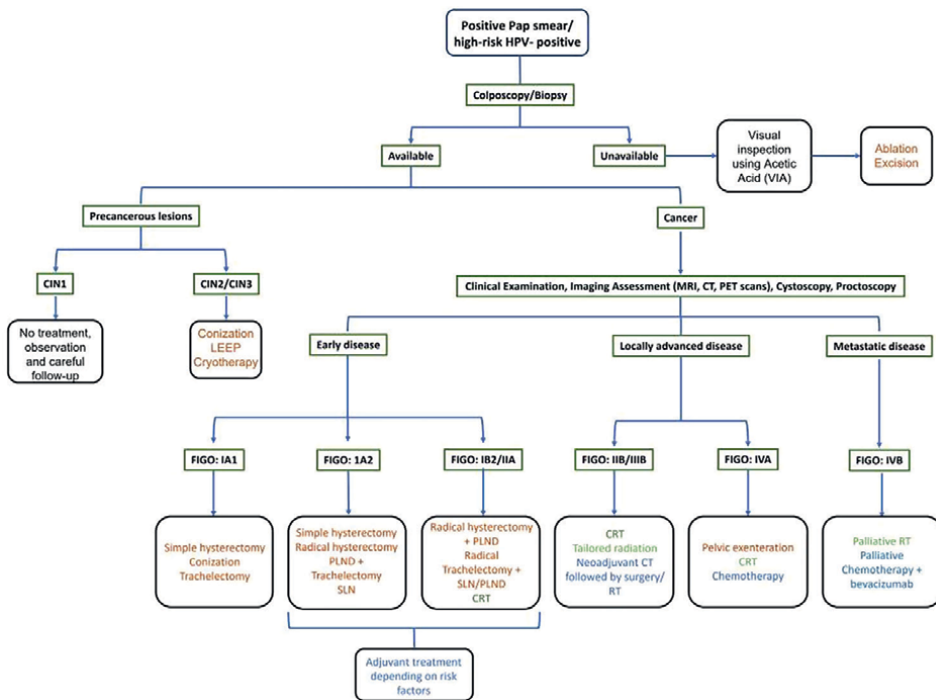 Positive Pap smear/
high-risk HPV- positive
Colposcopy/Biopsy
Available
Unavailable
Visual
inspection
using Acetic
Acid (VIA)
Ablation
Excision
Precancerous lesions
Cancer
CIN1
CIN2/CIN3
Clinical Examination, Imaging Assessment (MRI, CT, PET scans), Cystoscopy, Proctoscopy
No treatment,
observation
and careful
follow-up
Conization
LEEP
Cryotherapy
Early disease
Locally advanced disease
Metastatic disease
FIGO: IA1
FIGO: 1A2
FIGO: IB2/IIA
FIGO: IIB/IIIB
FIGO: IVA
FIGO: IVB
Simple hysterectomy
Conization
Trachelectomy
Simple hysterectomy
Radical hysterectomy
PLND +
Trachelectomy
SLN
Radical hysterectomy
+ PLND
Radical
Trachelectomy +
SLN/PLND
CRT
CRT
Tailored radiation
Neoadjuvant CT
followed by surgery/
RT
Pelvic exenteration
CRT
Chemotherapy
Palliative RT
Palliative
Chemotherapy +
bevacizumab
Adjuvant treatment
depending on risk
factors